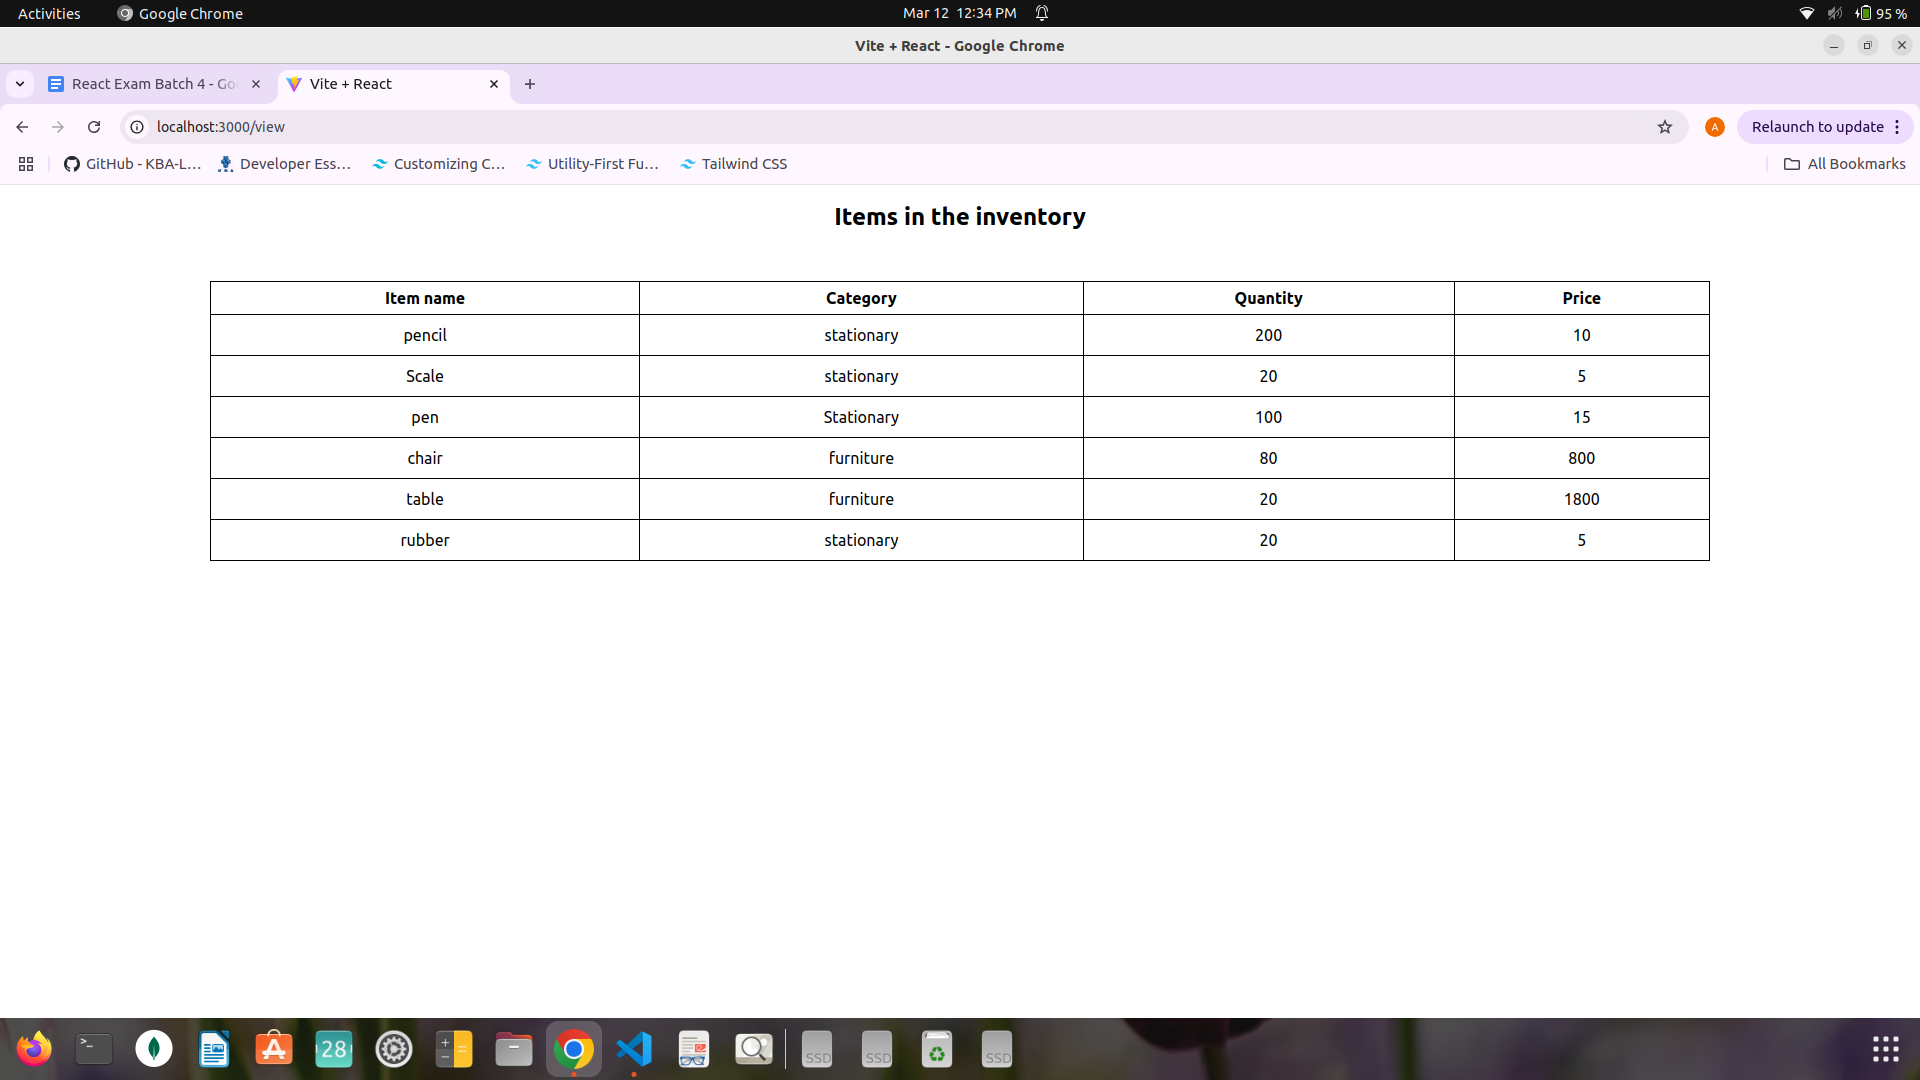 Activities Google Chrome Mar 12 12:34 PM 95 %
Vite + React - Google Chrome
React Exam Batch 4 - Go Vite + React
localhost:3000/view A Relaunch to update
GitHub - KBA-L... Developer Ess... Customizing C... Utility-First Fu... Tailwind CSS All Bookmarks
Items in the inventory
Item name Category Quantity Price
pencil stationary 200 10
Scale stationary 20 5
pen Stationary 100 15
chair furniture 80 800
table furniture 20 1800
rubber stationary 20 5
28 SSD SSD SSD